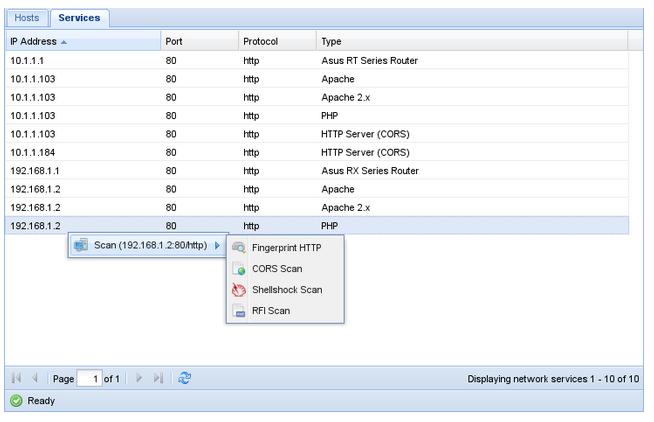 Hosts Services
IP Address Port Protocol Type
10.1.1.1 80 http Asus RT Series Router
10.1.1.103 80 http Apache
10.1.1.103 80 http Apache 2.x
10.1.1.103 80 http PHP
10.1.1.103 80 http HTTP Server (CORS)
10.1.1.184 80 http HTTP Server (CORS)
192.168.1.1 80 http Asus RX Series Router
192.168.1.2 80 http Apache
192.168.1.2 80 http Apache 2.x
192.168.1.2 80 http PHP
Scan (192.168.1.2:80/http)
Fingerprint HTTP
CORS Scan
Shellshock Scan
RFI Scan
Page 1 of 1 Displaying network services 1 - 10 of 10
Ready